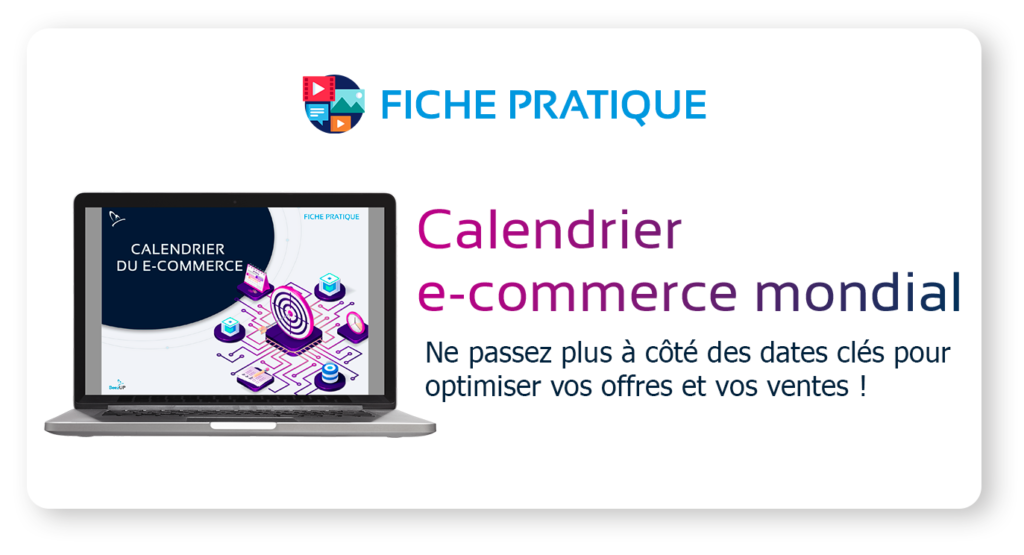 FICHE PRATIQUE
FICHE PRATIQUE
CALENDRIER
DU E-COMMERCE
Calendrier
e-commerce mondial
Ne passez plus à côté des dates clés pour
optimiser vos offres et vos ventes !